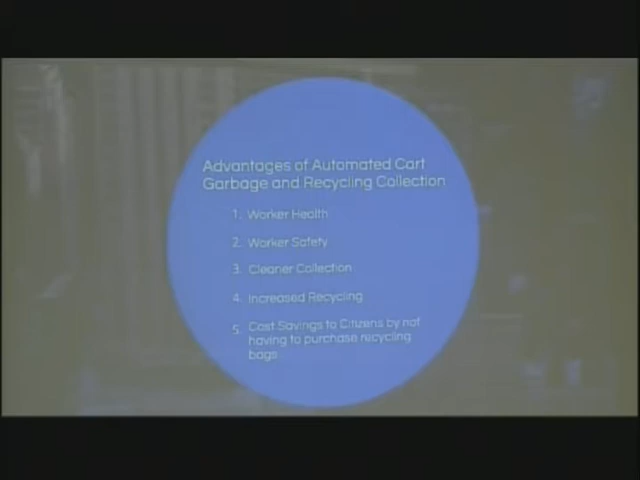 Advantages of Automated Cart
Garbage and Recycling Collection
1. Worker Health
2. Worker Safety
3. Cleaner Collection
4. Increased Recycling
5. Cost Savings to Citizens by not
having to purchase recycling
bags